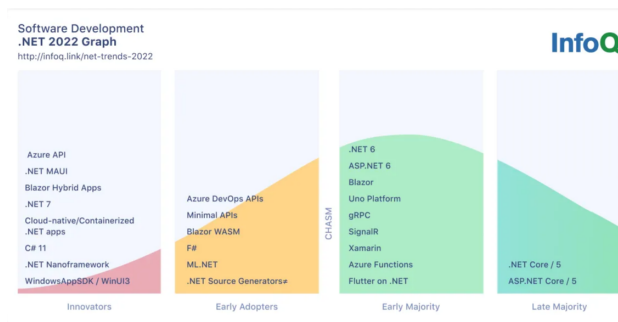 Software Development
.NET 2022 Graph
http://infoq.link/net-trends-2022
InfoQ
Azure API
.NET MAUI
Blazor Hybrid Apps
.NET 7
Cloud-native/Containerized
.NET apps
C# 11
.NET Nanoframework
WindowsAppSDK / WinUI3
Innovators
Azure DevOps APIs
Minimal APIs
Blazor WASM
F#
ML.NET
.NET Source Generators≠
Early Adopters
CHASM
.NET 6
ASP.NET 6
Blazor
Uno Platform
gRPC
SignalR
Xamarin
Azure Functions
Flutter on .NET
Early Majority
.NET Core / 5
ASP.NET Core / 5
Late Majority